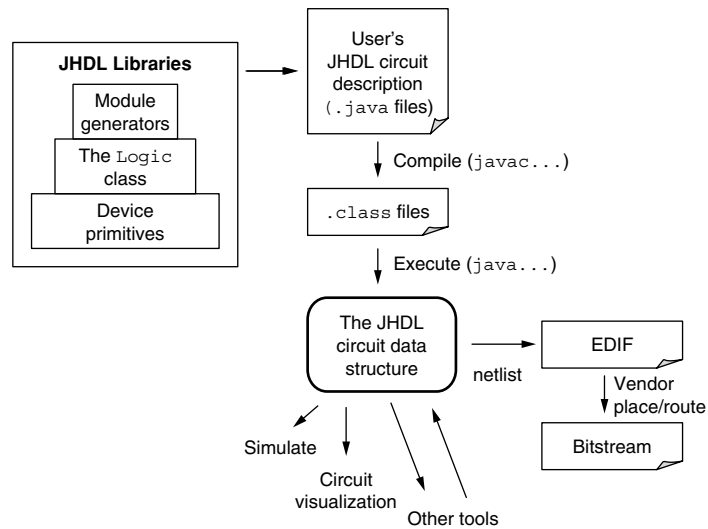 JHDL Libraries
Module
generators
The Logic
class
Device
primitives
User's
JHDL circuit
description
(.java files)
Compile (javac...)
.class files
Execute (java...)
The JHDL
circuit data
structure
netlist
EDIF
Vendor
place/route
Bitstream
Simulate
Circuit
visualization
Other tools